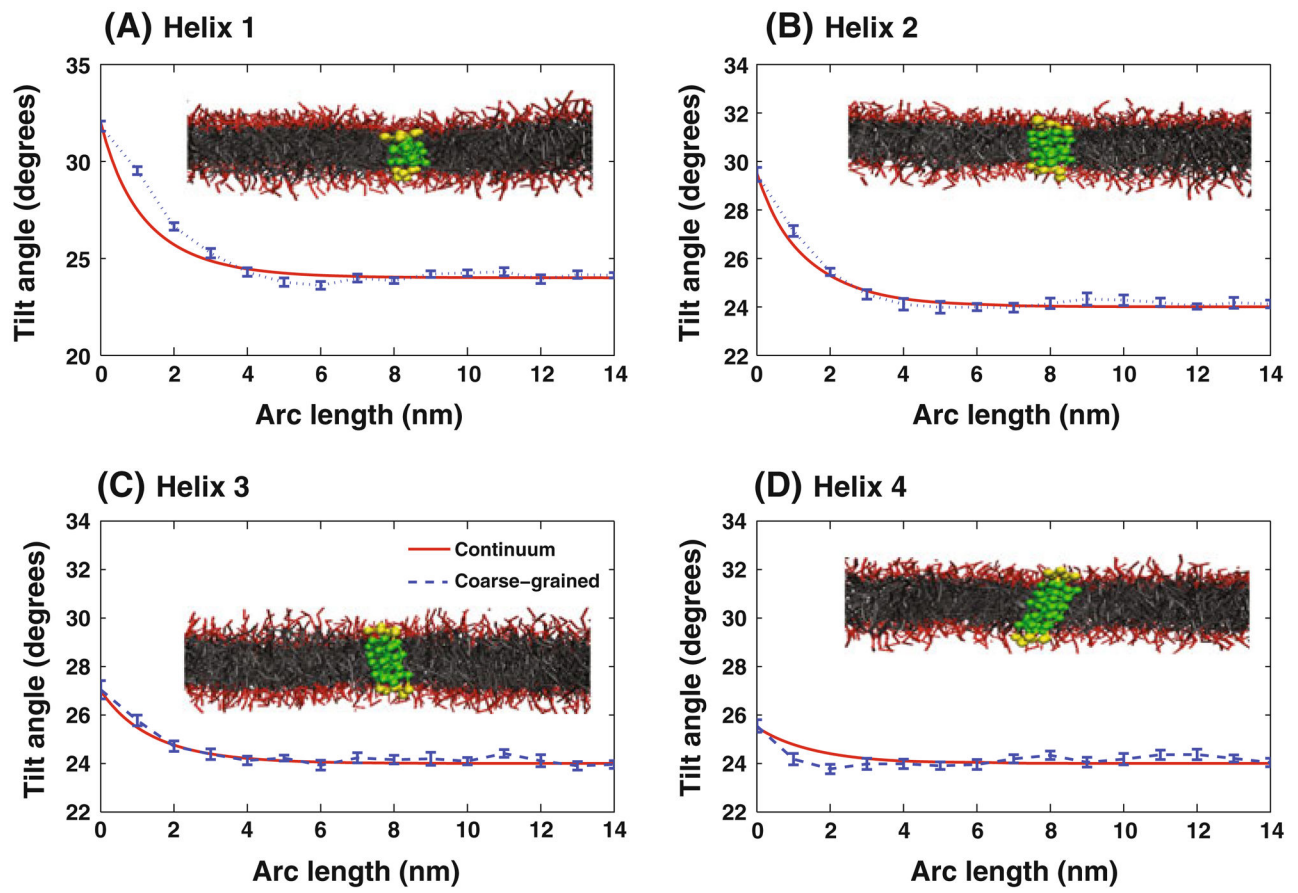 (A) Helix 1
35
30
25
20
Tilt angle (degrees)
0 2 4 6 8 10 12 14
Arc length (nm)
(B) Helix 2
34
32
30
28
26
24
22
Tilt angle (degrees)
0 2 4 6 8 10 12 14
Arc length (nm)
(C) Helix 3
34
32
30
28
26
24
22
Tilt angle (degrees)
Continuum
Coarse−grained
0 2 4 6 8 10 12 14
Arc length (nm)
(D) Helix 4
34
32
30
28
26
24
22
Tilt angle (degrees)
0 2 4 6 8 10 12 14
Arc length (nm)